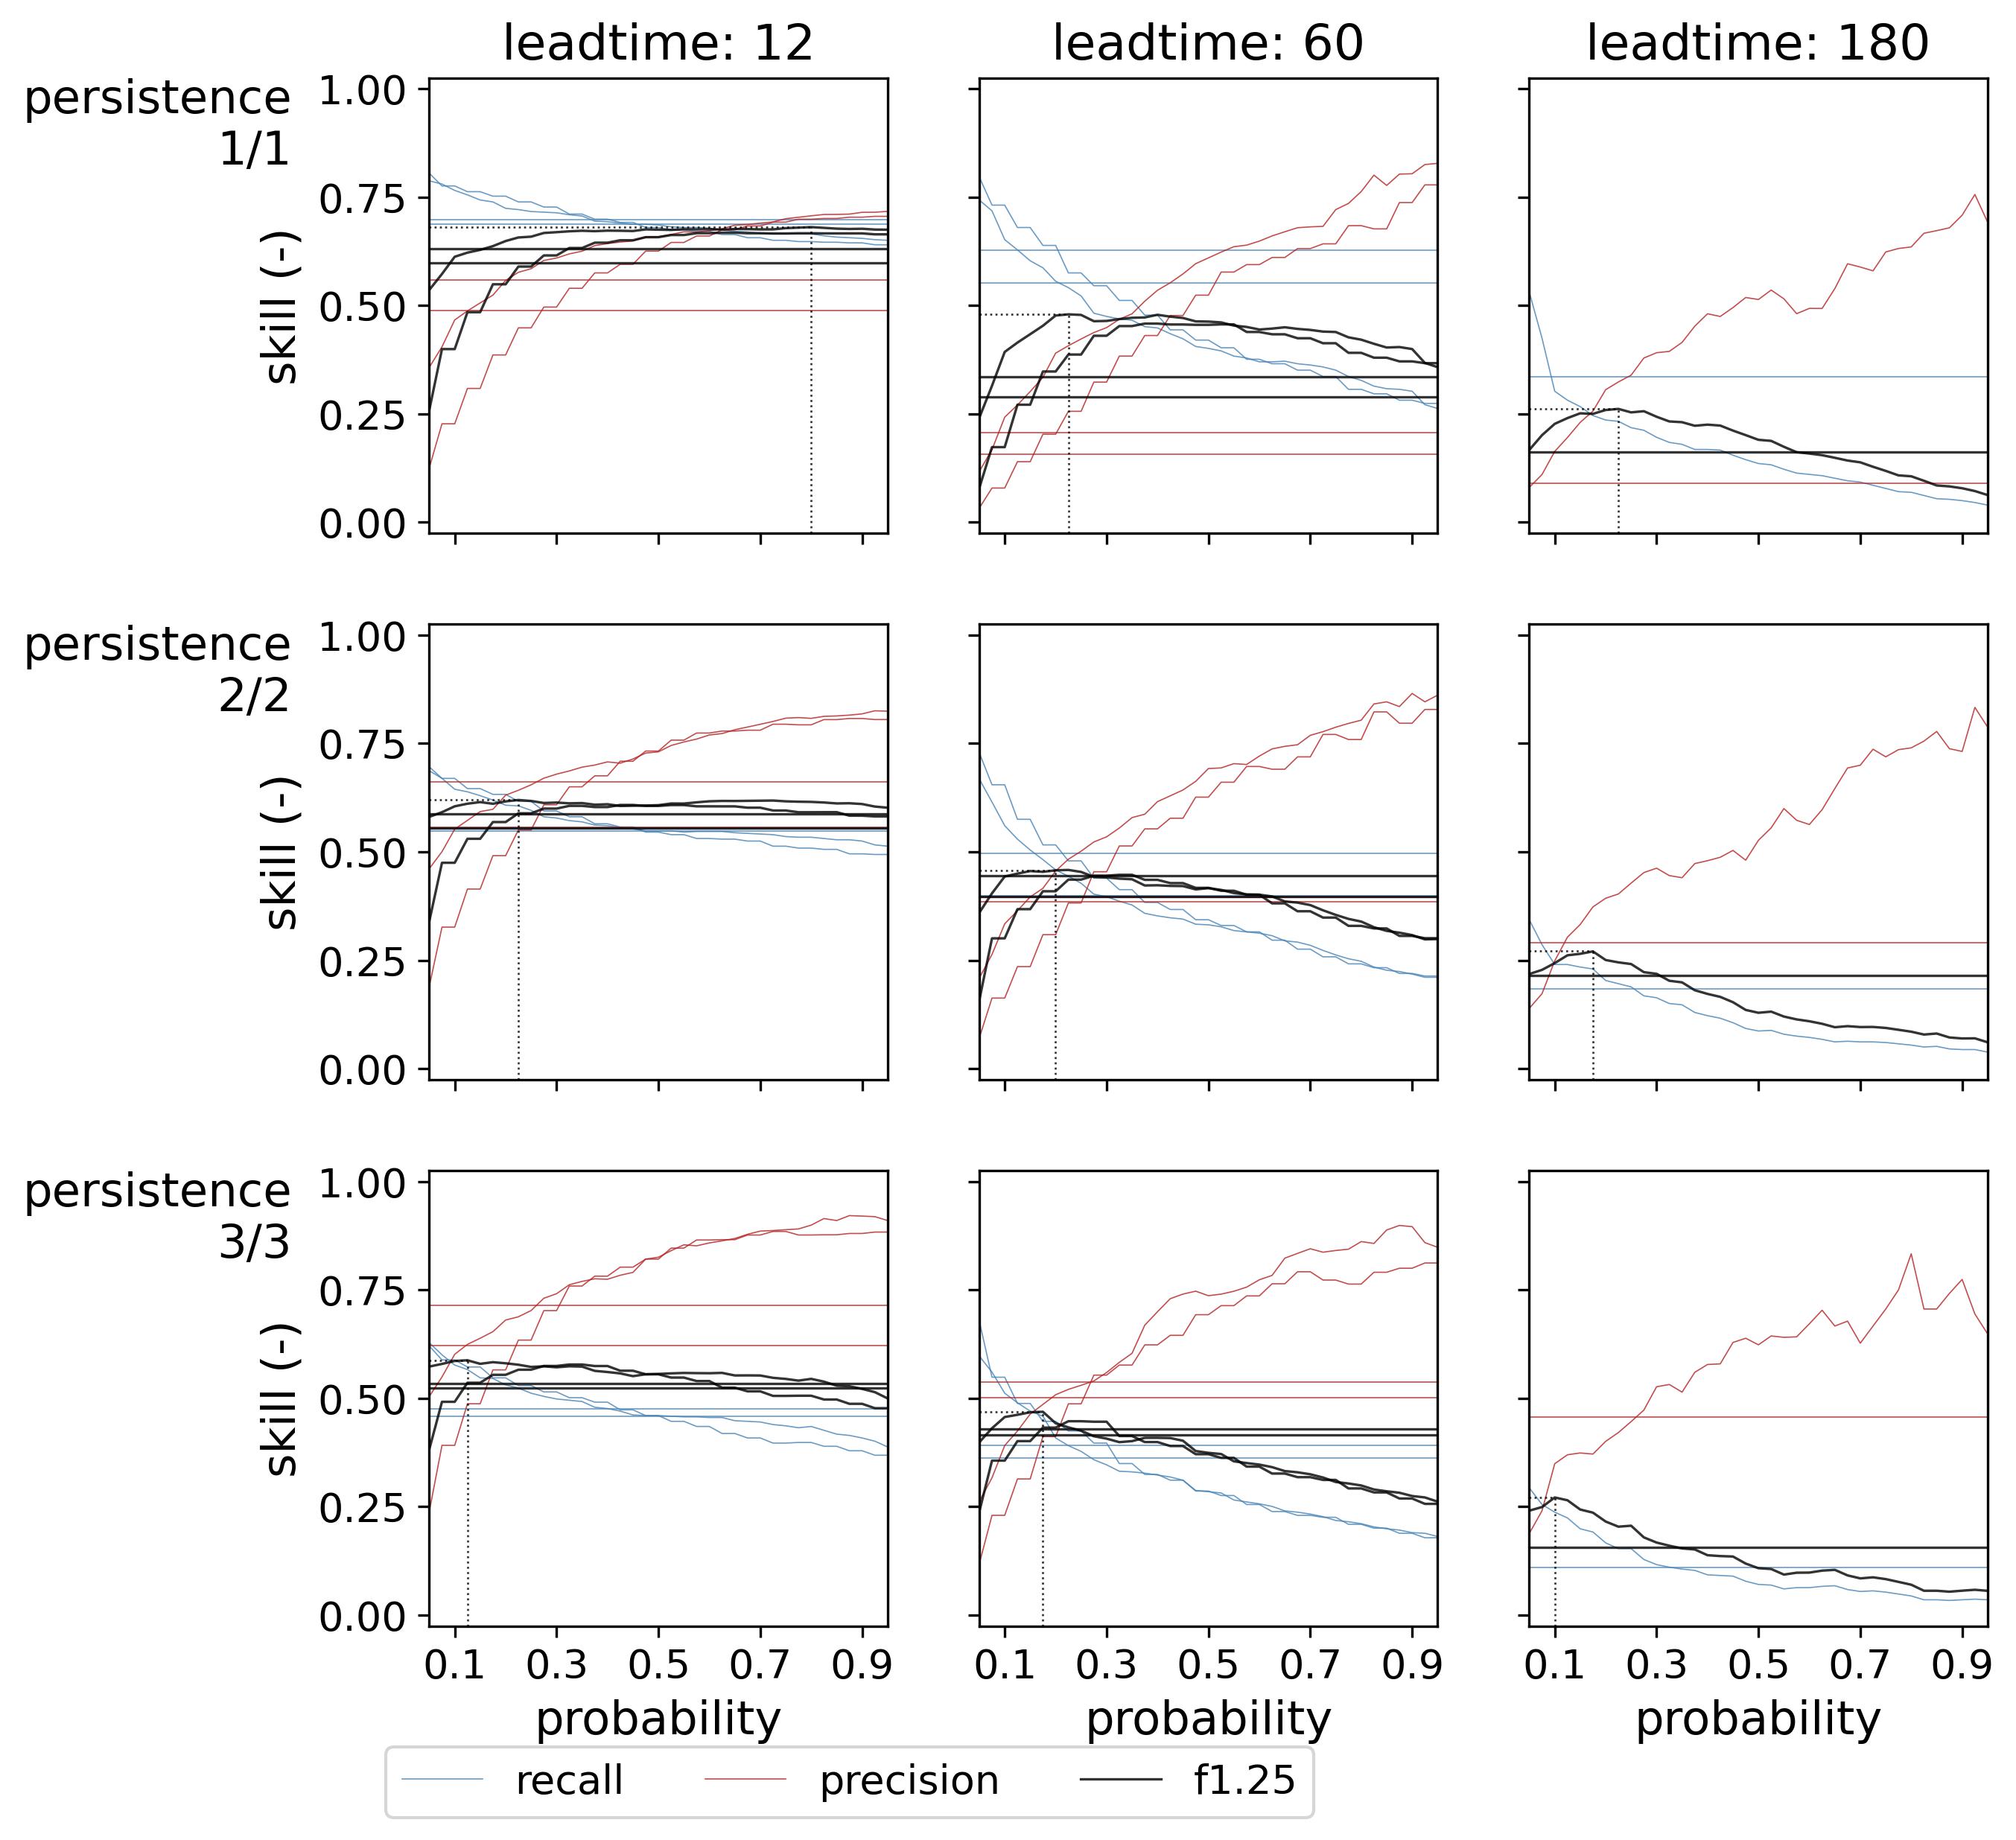 leadtime: 12 leadtime: 60 leadtime: 180
persistence
1/1
skill (-)
1.00
0.75
0.50
0.25
0.00
persistence
2/2
skill (-)
1.00
0.75
0.50
0.25
0.00
persistence
3/3
skill (-)
1.00
0.75
0.50
0.25
0.00
0.1 0.3 0.5 0.7 0.9 0.1 0.3 0.5 0.7 0.9 0.1 0.3 0.5 0.7 0.9
probability probability probability
recall precision f1.25